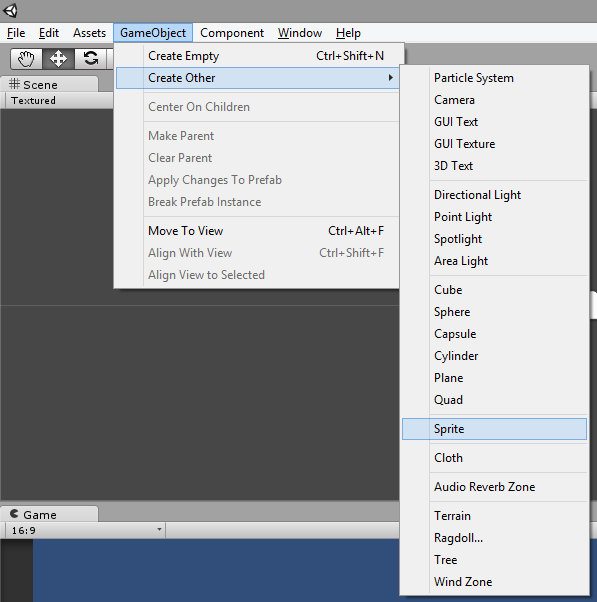 File Edit Assets GameObject Component Window Help
Scene
Textured
Create Empty Ctrl+Shift+N
Create Other
Center On Children
Make Parent
Clear Parent
Apply Changes To Prefab
Break Prefab Instance
Move To View Ctrl+Alt+F
Align With View Ctrl+Shift+F
Align View to Selected
Particle System
Camera
GUI Text
GUI Texture
3D Text
Directional Light
Point Light
Spotlight
Area Light
Cube
Sphere
Capsule
Cylinder
Plane
Quad
Sprite
Cloth
Audio Reverb Zone
Terrain
Ragdoll...
Tree
Wind Zone
Game
16:9